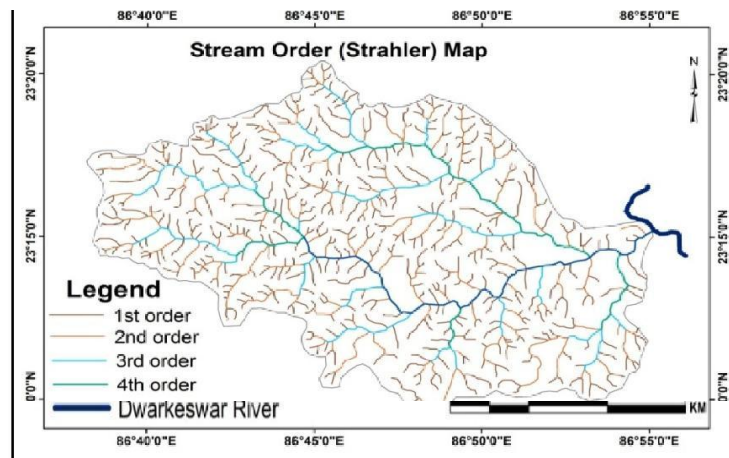 86°40'0"E 86°45'0"E 86°50'0"E 86°55'0"E
Stream Order (Strahler) Map
N
23°20'0"N
23°20'0"N
23°15'0"N
23°15'0"N
Legend
1st order
2nd order
3rd order
4th order
Dwarkeswar River
0'0"N
0'0"N
KM
86°40'0"E 86°45'0"E 86°50'0"E 86°55'0"E